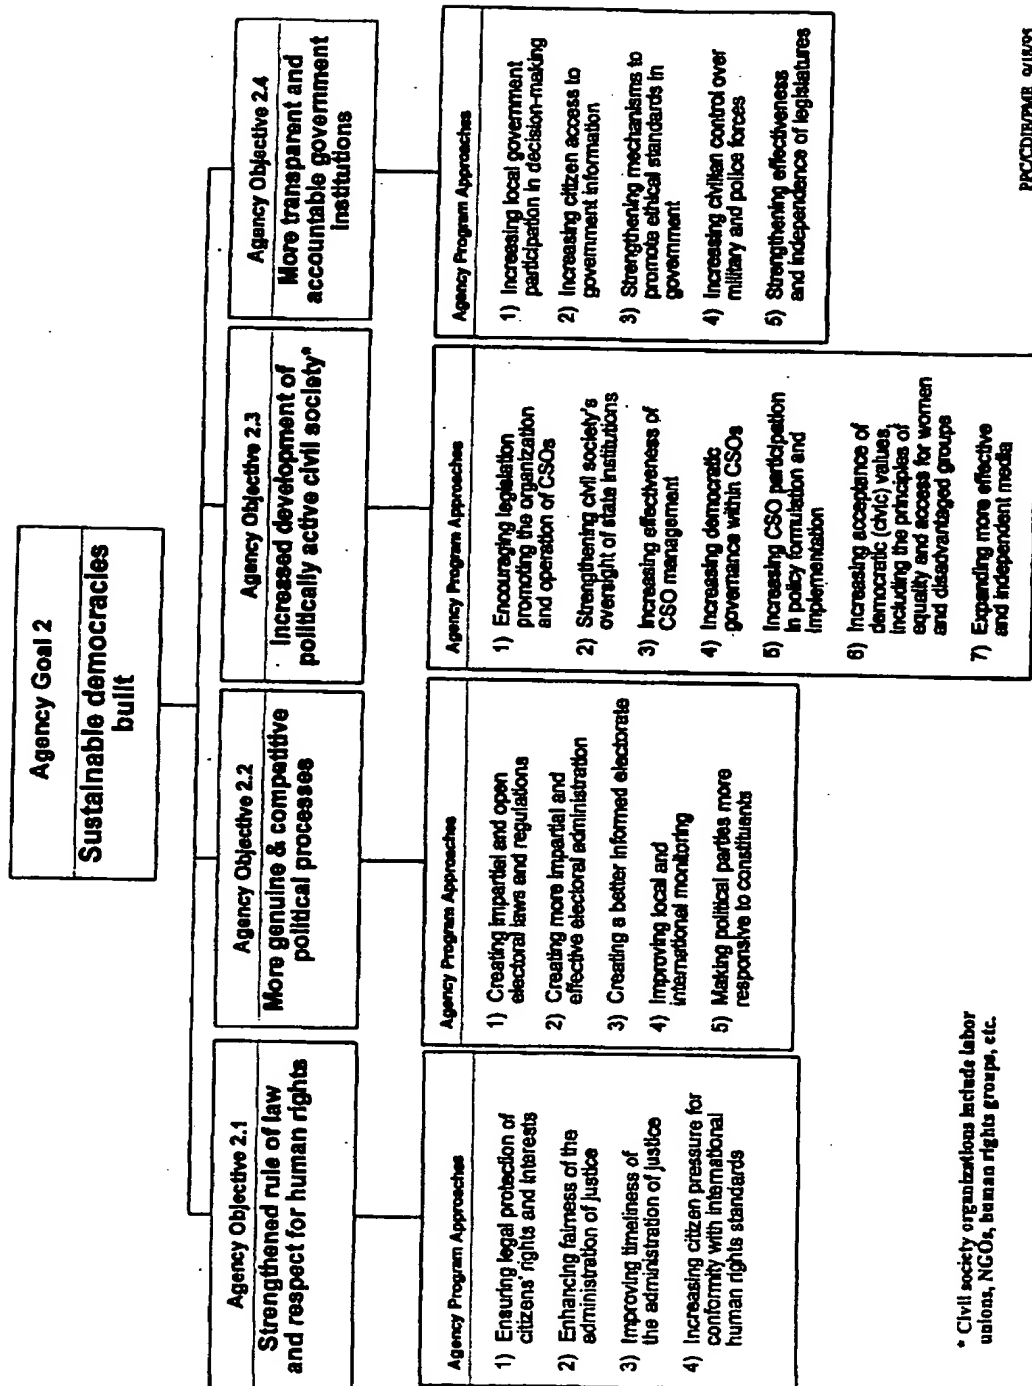 Agency Goal 2
Sustainable democracies
built
Agency Objective 2.1
Strengthened rule of law
and respect for human rights
Agency Program Approaches
1) Ensuring legal protection of
citizens' rights and interests
2) Enhancing fairness of the
administration of justice
3) Improving timeliness of
the administration of justice
4) Increasing citizen pressure for
conformity with international
human rights standards
Agency Objective 2.2
More genuine & competitive
political processes
Agency Program Approaches
1) Creating impartial and open
electoral laws and regulations
2) Creating more impartial and
effective electoral administration
3) Creating a better informed electorate
4) Improving local and
international monitoring
5) Making political parties more
responsive to constituents
Agency Objective 2.3
Increased development of
politically active civil society*
Agency Program Approaches
1) Encouraging legislation
promoting the organization
and operation of CSOs
2) Strengthening civil society's
oversight of state institutions
3) Increasing effectiveness of
CSO management
4) Increasing democratic
governance within CSOs
5) Increasing CSO participation
in policy formulation and
implementation
6) Increasing acceptance of
democratic (civic) values,
including the principles of
equality and access for women
and disadvantaged groups
7) Expanding more effective
and independent media
Agency Objective 2.4
More transparent and
accountable government
institutions
Agency Program Approaches
1) Increasing local government
participation in decision-making
2) Increasing citizen access to
government information
3) Strengthening mechanisms to
promote ethical standards in
government
4) Increasing civilian control over
military and police forces
5) Strengthening effectiveness
and independence of legislatures
* Civil society organizations include labor
unions, NGOs, human rights groups, etc.
PPC/CDIE/PME